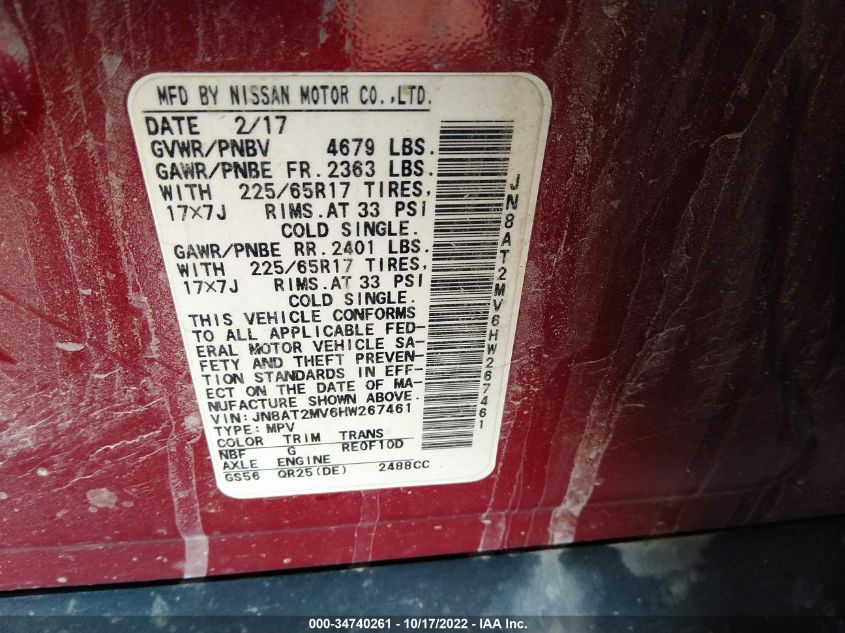 MFD BY NISSAN MOTOR CO.,LTD.
DATE 2/17
GVWR/PNBV 4679 LBS.
GAWR/PNBE FR. 2363 LBS.
WITH 225/65R17 TIRES,
17×7J RIMS.AT 33 PSI
COLD SINGLE.
GAWR/PNBE RR. 2401 LBS.
WITH 225/65R17 TIRES,
17×7J RIMS.AT 33 PSI
COLD SINGLE.
THIS VEHICLE CONFORMS
TO ALL APPLICABLE FED-
ERAL MOTOR VEHICLE SA-
FETY AND THEFT PREVEN-
TION STANDARDS IN EFF-
ECT ON THE DATE OF MA-
NUFACTURE SHOWN ABOVE.
VIN:JN8AT2MV6HW267461
TYPE:MPV
COLOR TRIM TRANS
NBF G RE0F10D
AXLE ENGINE
GS56 QR25(DE) 2488CC
JN8AT2MV6HW267461
000-34740261 - 10/17/2022 - IAA Inc.